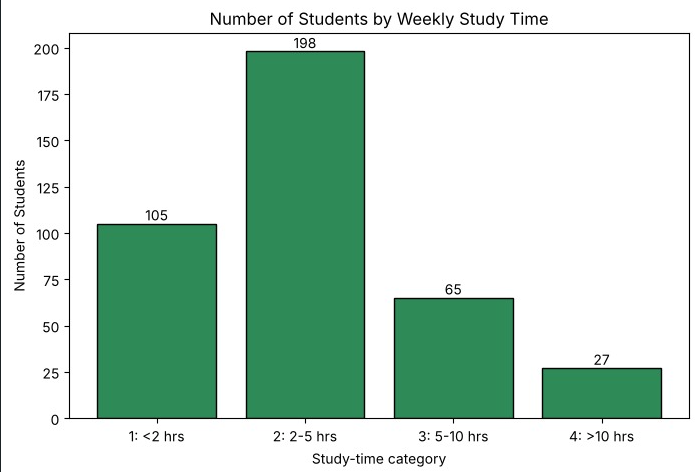 Number of Students by Weekly Study Time
Number of Students
200
175
150
125
100
75
50
25
0
105
198
65
27
1: <2 hrs
2: 2-5 hrs
3: 5-10 hrs
4: >10 hrs
Study-time category